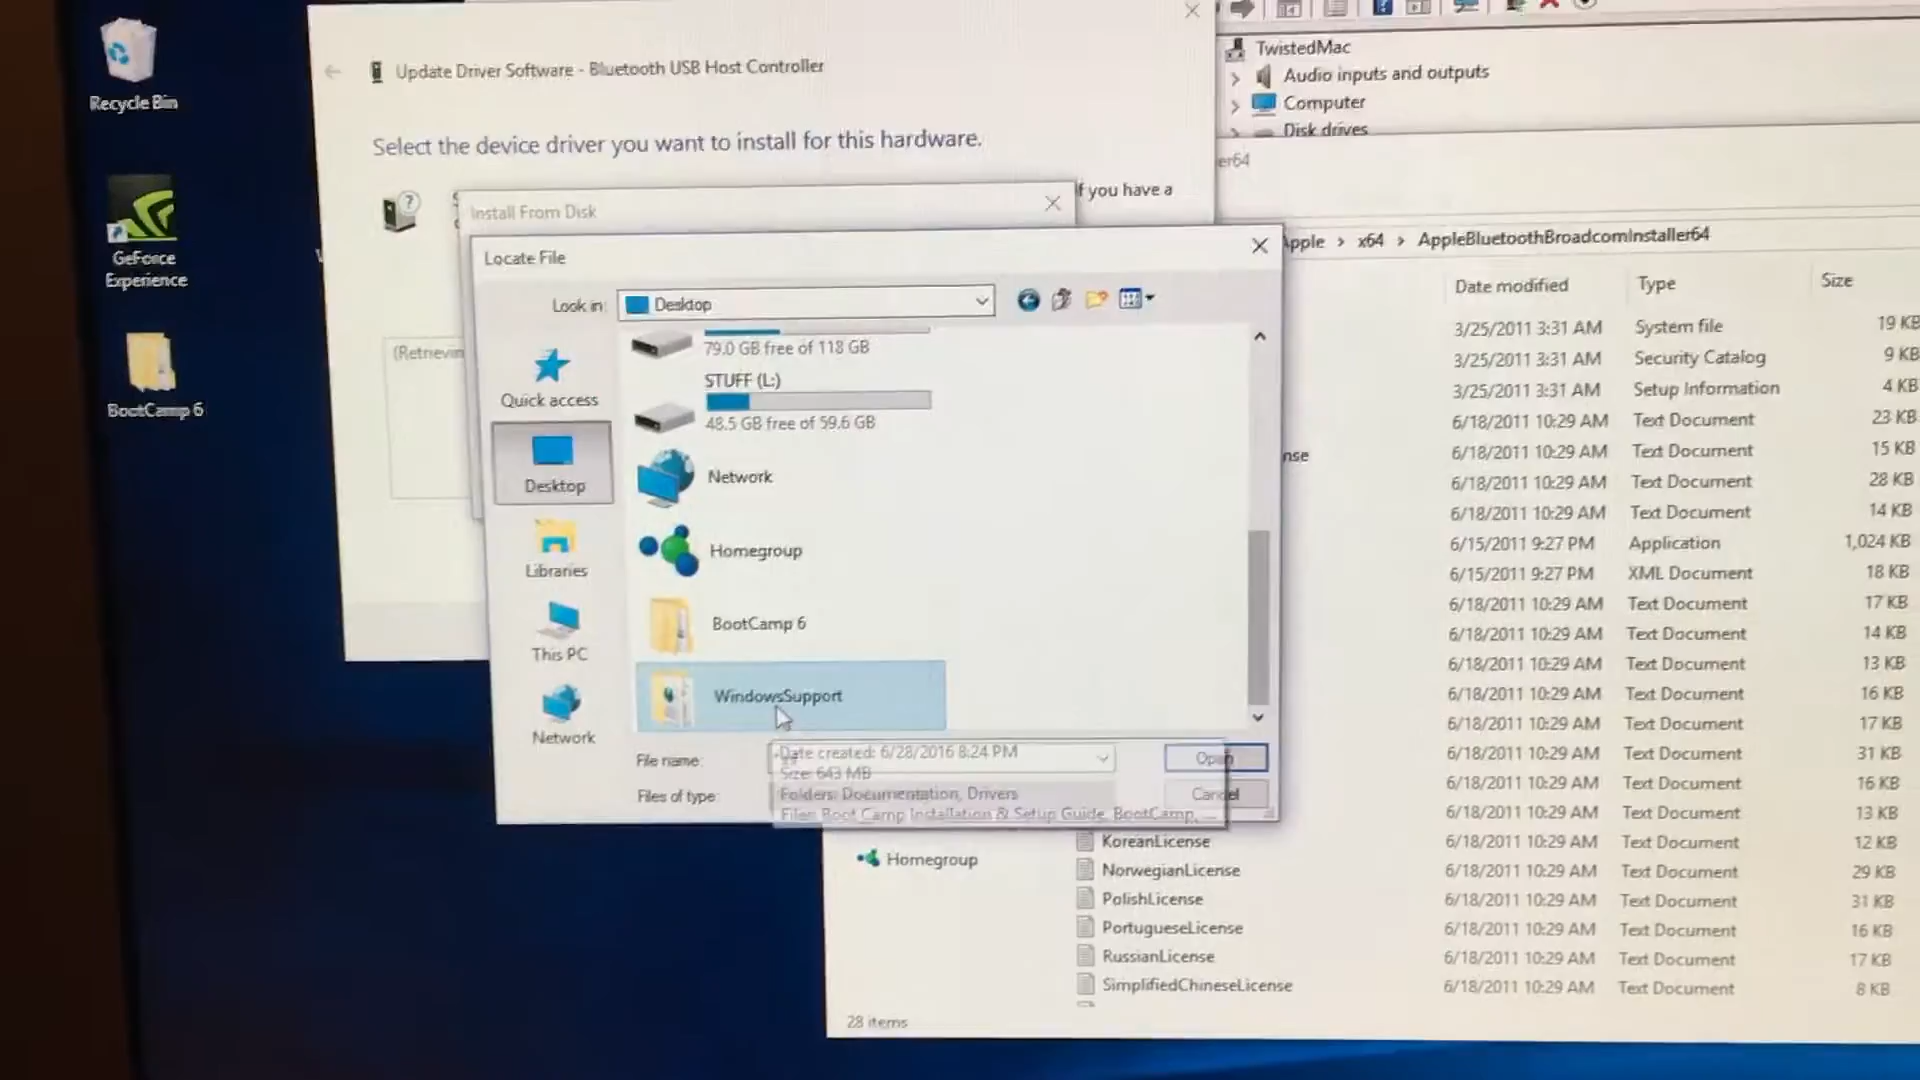 Recycle Bin
GeForce
Experience
BootCamp 6
Update Driver Software - Bluetooth USB Host Controller
Select the device driver you want to install for this hardware.
If you have a
(Retrievin
Install From Disk
Locate File
Look in:
Desktop
Quick access
Desktop
Libraries
This PC
Network
79.0 GB free of 118 GB
STUFF (L:)
48.5 GB free of 59.6 GB
Network
Homegroup
BootCamp 6
WindowsSupport
File name:
Files of type:
Open
Cancel
Date created: 6/28/2016 8:24 PM
Size: 643 MB
Folders: Documentation, Drivers
Files: Boot Camp Installation & Setup Guide, BootCamp, ...
TwistedMac
Audio inputs and outputs
Computer
Disk drives
er64
Apple > x64 > AppleBluetoothBroadcomInstaller64
Date modified Type Size
3/25/2011 3:31 AM System file 19 KB
3/25/2011 3:31 AM Security Catalog 9 KB
3/25/2011 3:31 AM Setup Information 4 KB
6/18/2011 10:29 AM Text Document 23 KB
nse 6/18/2011 10:29 AM Text Document 15 KB
6/18/2011 10:29 AM Text Document 28 KB
6/18/2011 10:29 AM Text Document 14 KB
6/15/2011 9:27 PM Application 1,024 KB
6/15/2011 9:27 PM XML Document 18 KB
6/18/2011 10:29 AM Text Document 17 KB
6/18/2011 10:29 AM Text Document 14 KB
6/18/2011 10:29 AM Text Document 13 KB
6/18/2011 10:29 AM Text Document 16 KB
6/18/2011 10:29 AM Text Document 17 KB
6/18/2011 10:29 AM Text Document 31 KB
6/18/2011 10:29 AM Text Document 16 KB
6/18/2011 10:29 AM Text Document 13 KB
KoreanLicense 6/18/2011 10:29 AM Text Document 12 KB
NorwegianLicense 6/18/2011 10:29 AM Text Document 29 KB
PolishLicense 6/18/2011 10:29 AM Text Document 31 KB
PortugueseLicense 6/18/2011 10:29 AM Text Document 16 KB
RussianLicense 6/18/2011 10:29 AM Text Document 17 KB
SimplifiedChineseLicense 6/18/2011 10:29 AM Text Document 8 KB
Homegroup
28 items